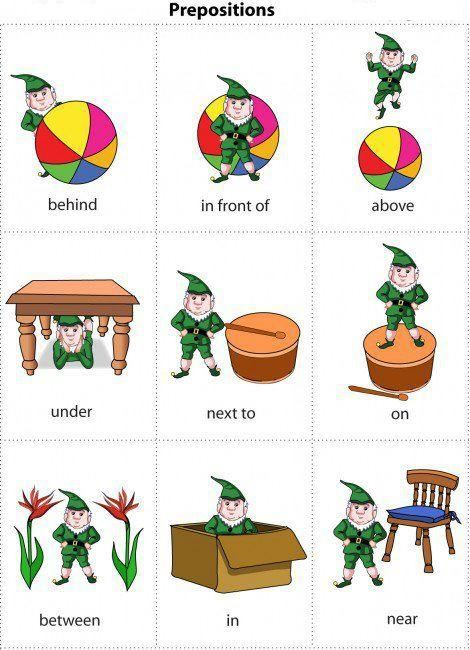 Prepositions
behind
in front of
above
under
next to
on
between
in
near